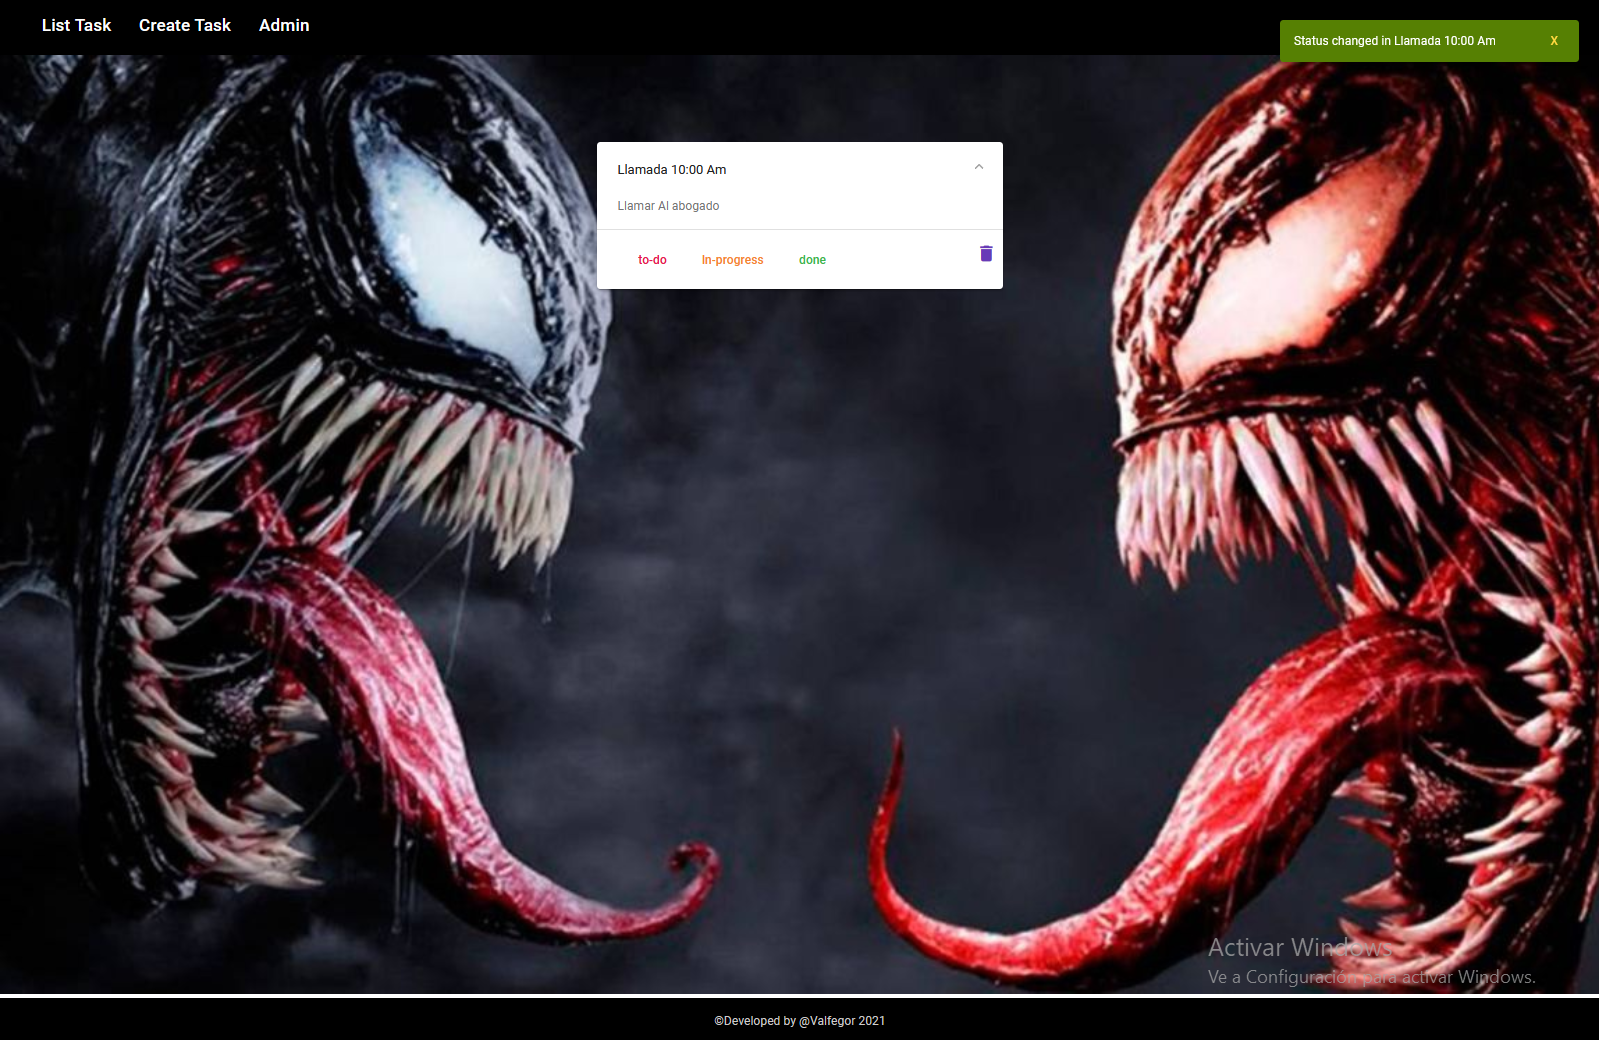 List Task Create Task Admin
Status changed in Llamada 10:00 Am X
Llamada 10:00 Am
Llamar Al abogado
to-do In-progress done
Activar Windows
Ve a Configuración para activar Windows.
©Developed by @Valfegor 2021